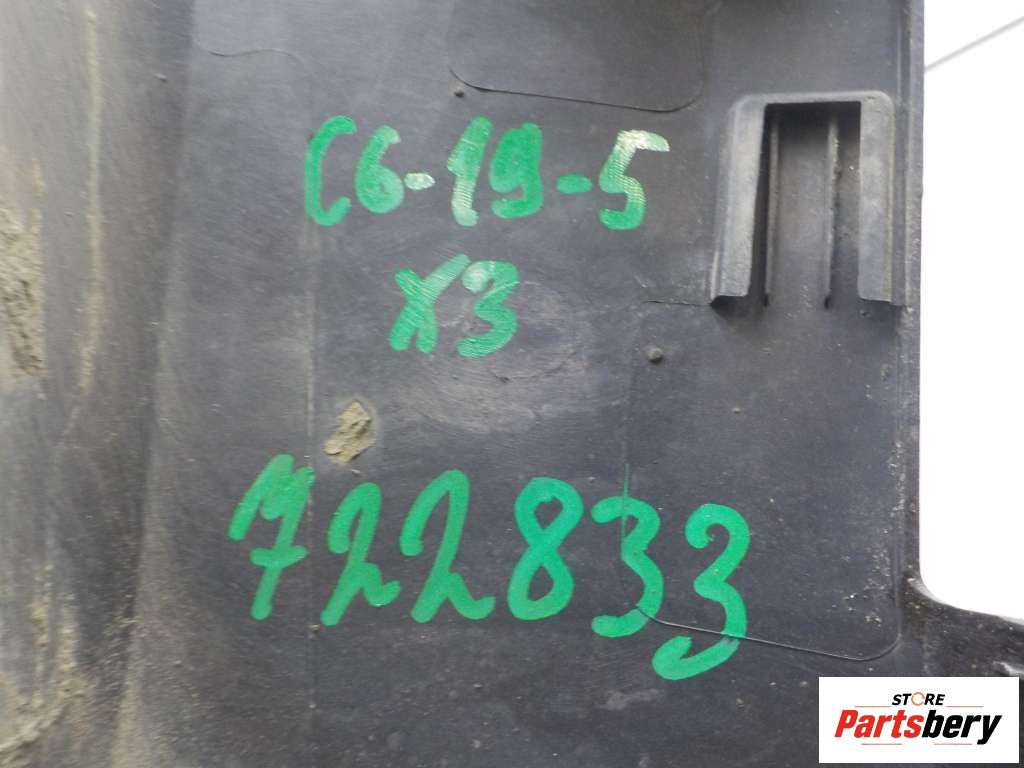 C6-19-5
X3
722833
STORE
Partsbery